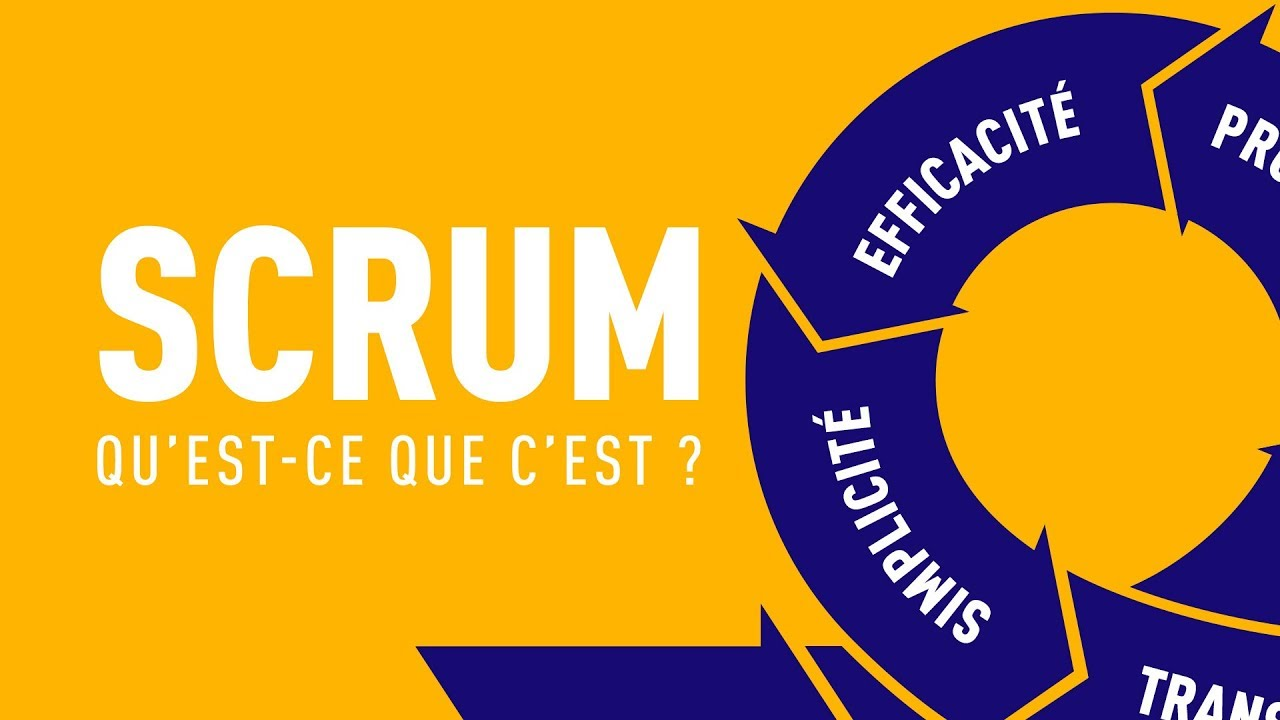 SCRUM
QU'EST-CE QUE C'EST ?
EFFICACITÉ
SIMPLICITÉ